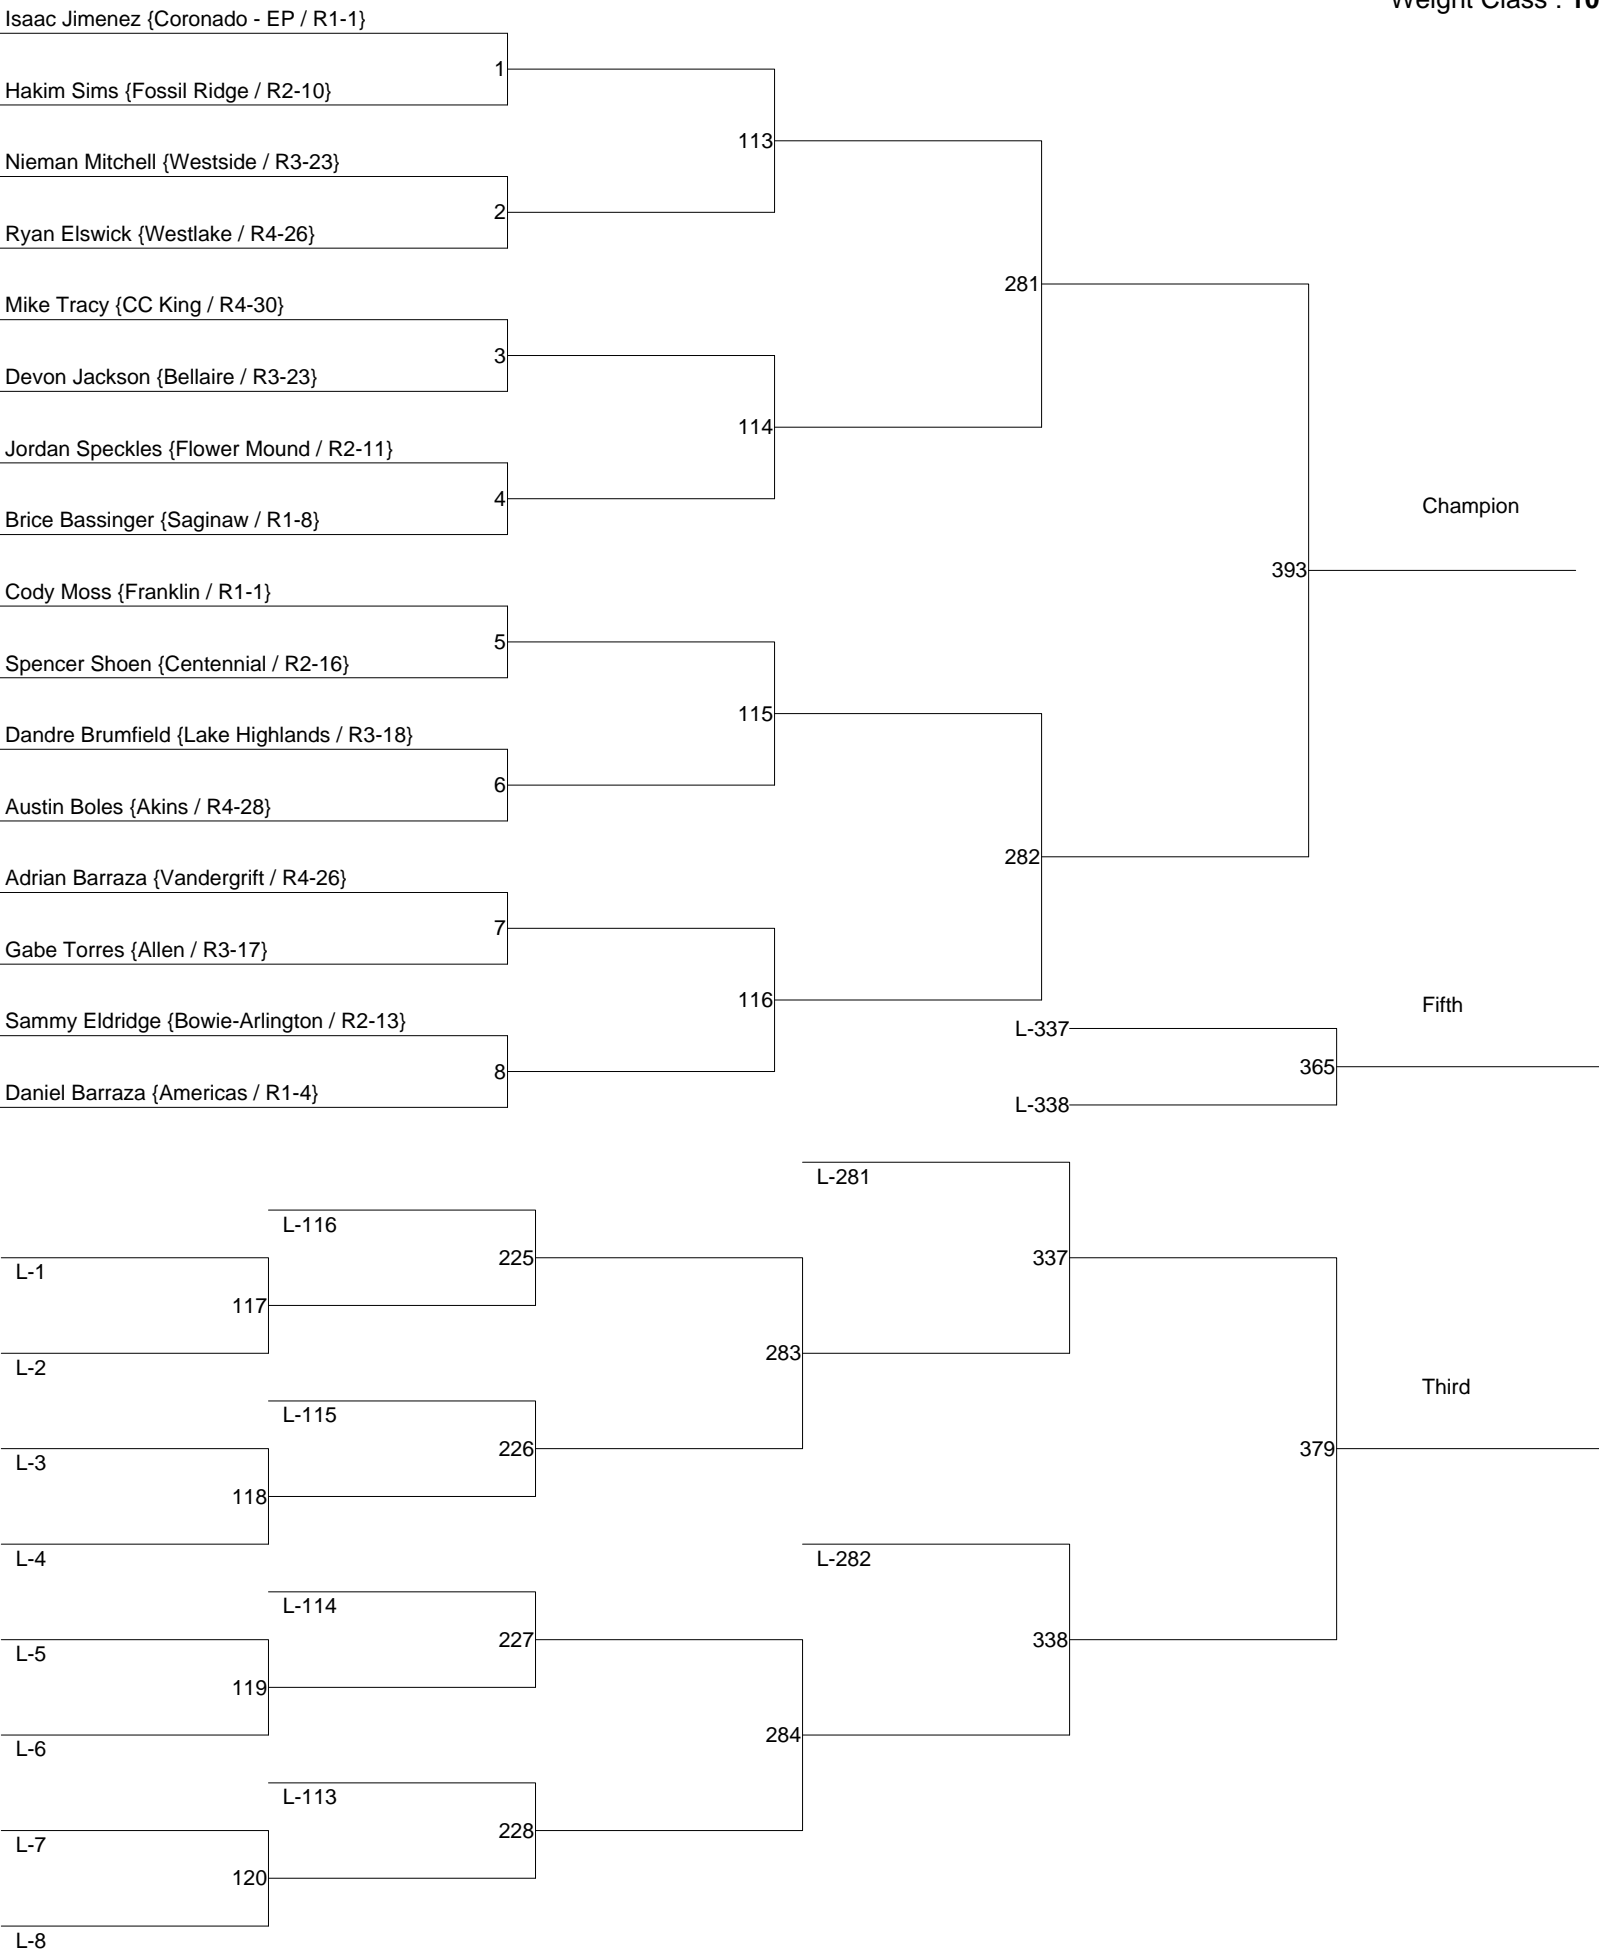 Weight Class : 10
Isaac Jimenez {Coronado - EP / R1-1}
1
Hakim Sims {Fossil Ridge / R2-10}
113
Nieman Mitchell {Westside / R3-23}
2
Ryan Elswick {Westlake / R4-26}
281
Mike Tracy {CC King / R4-30}
3
Devon Jackson {Bellaire / R3-23}
114
Jordan Speckles {Flower Mound / R2-11}
4
Brice Bassinger {Saginaw / R1-8}
Champion
393
Cody Moss {Franklin / R1-1}
5
Spencer Shoen {Centennial / R2-16}
115
Dandre Brumfield {Lake Highlands / R3-18}
6
Austin Boles {Akins / R4-28}
282
Adrian Barraza {Vandergrift / R4-26}
7
Gabe Torres {Allen / R3-17}
116
Fifth
Sammy Eldridge {Bowie-Arlington / R2-13}
L-337
365
8
Daniel Barraza {Americas / R1-4}
L-338
L-281
L-116
225
337
L-1
117
283
L-2
Third
L-115
226
379
L-3
118
L-4
L-282
L-114
227
338
L-5
119
284
L-6
L-113
228
L-7
120
L-8